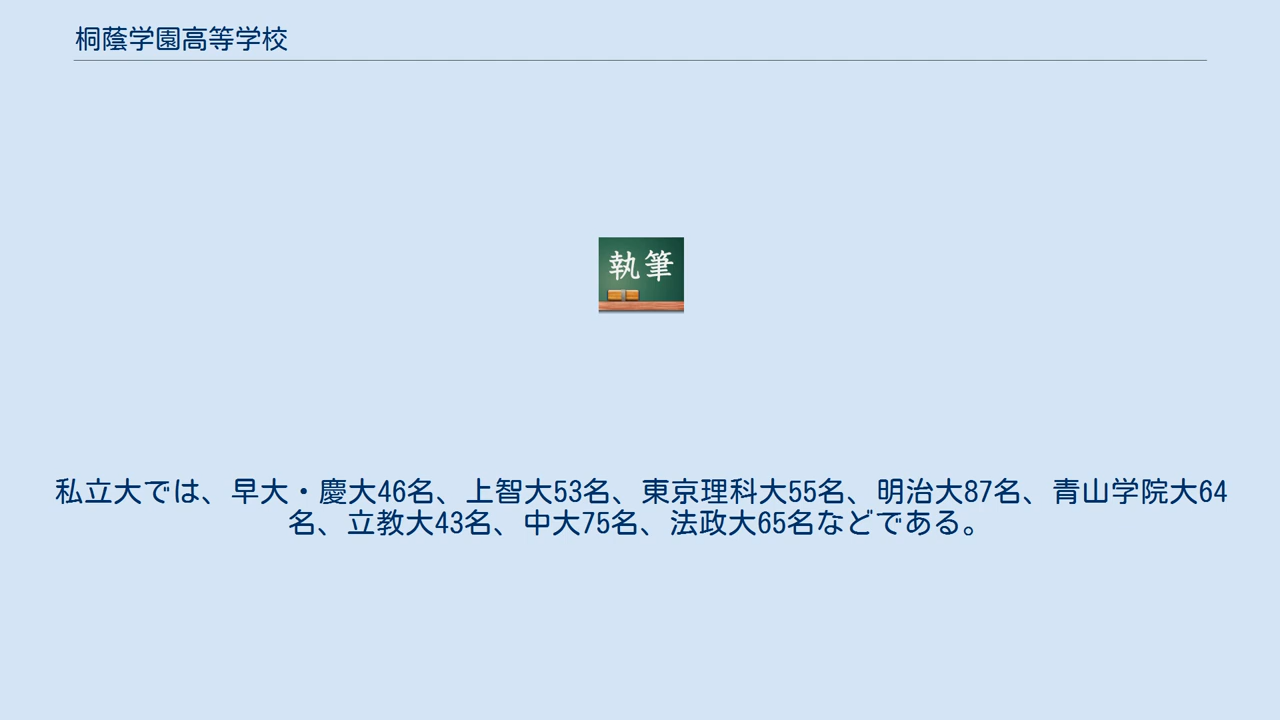 桐蔭学園高等学校
執筆
私立大では、早大・慶大46名、上智大53名、東京理科大55名、明治大87名、青山学院大64
名、立教大43名、中大75名、法政大65名などである。